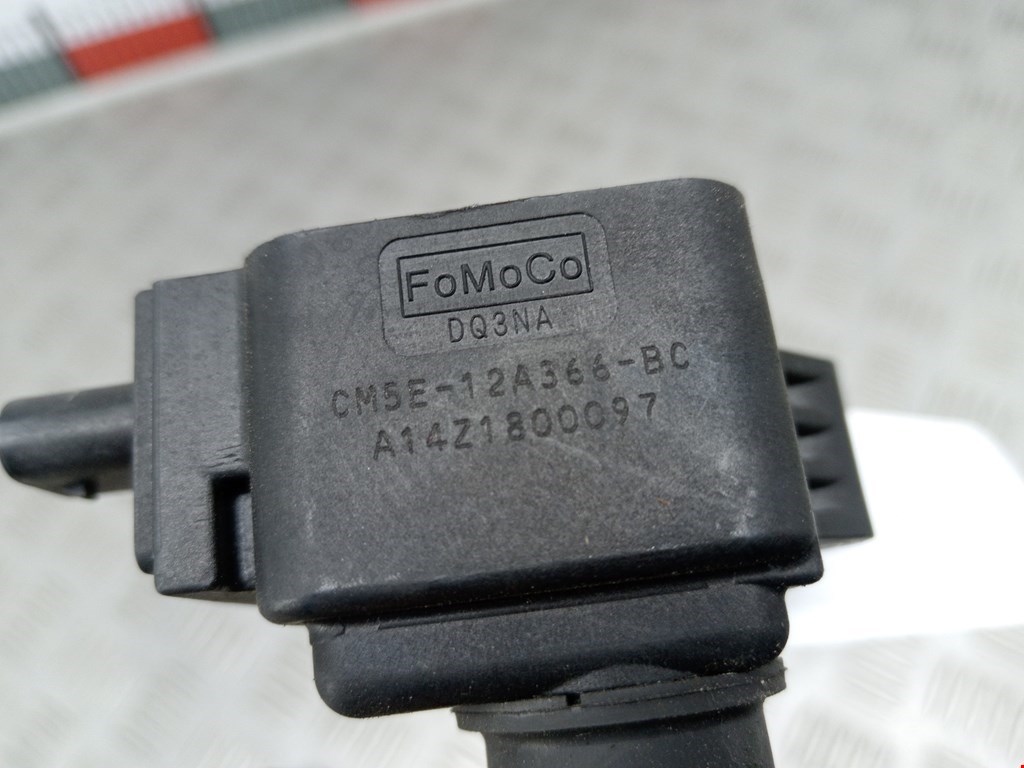 FoMoCo
DQ3NA
CM5E-12A366-BC
A14Z1800097